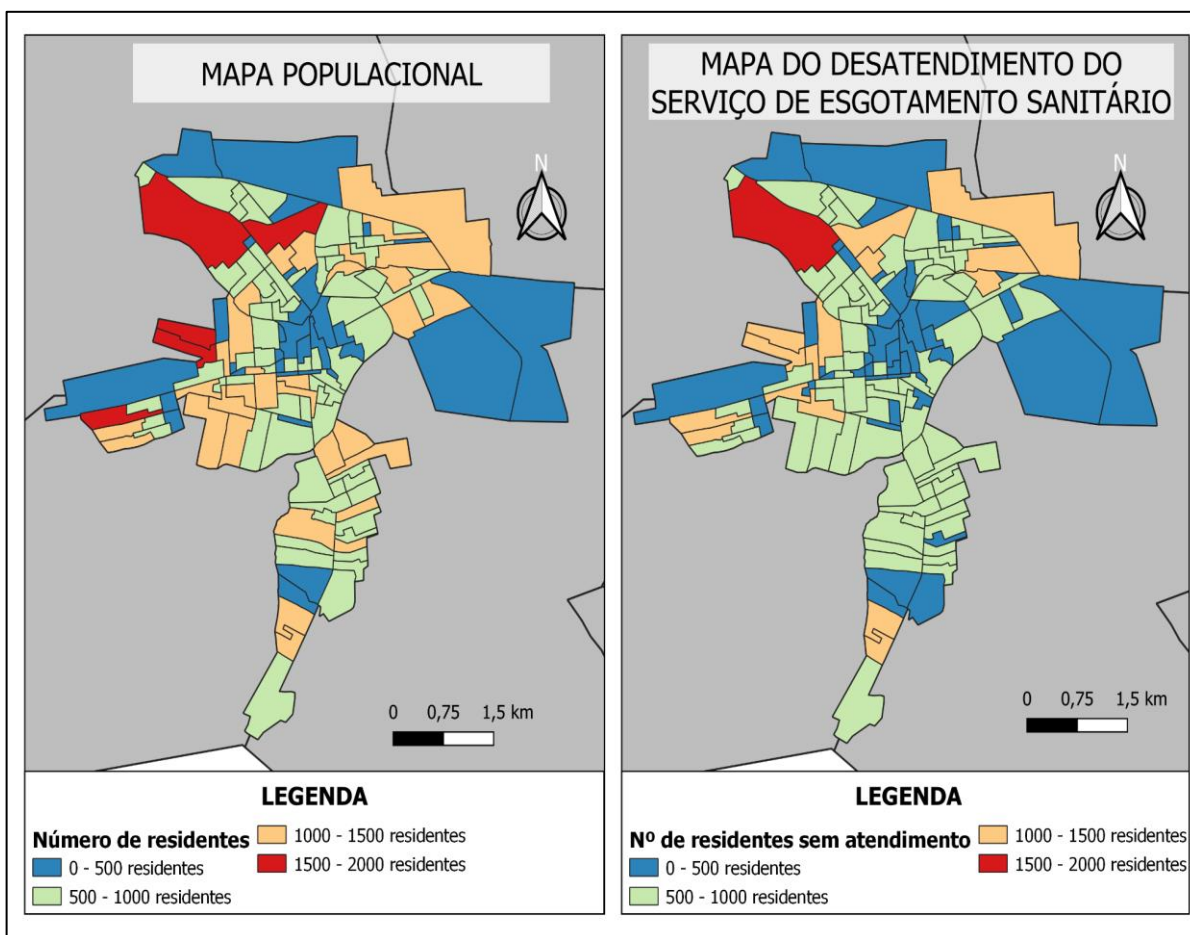 MAPA POPULACIONAL
N
0 0,75 1,5 km
LEGENDA
Número de residentes
0 - 500 residentes
500 - 1000 residentes
1000 - 1500 residentes
1500 - 2000 residentes
MAPA DO DESATENDIMENTO DO
SERVIÇO DE ESGOTAMENTO SANITÁRIO
N
0 0,75 1,5 km
LEGENDA
Nº de residentes sem atendimento
0 - 500 residentes
500 - 1000 residentes
1000 - 1500 residentes
1500 - 2000 residentes